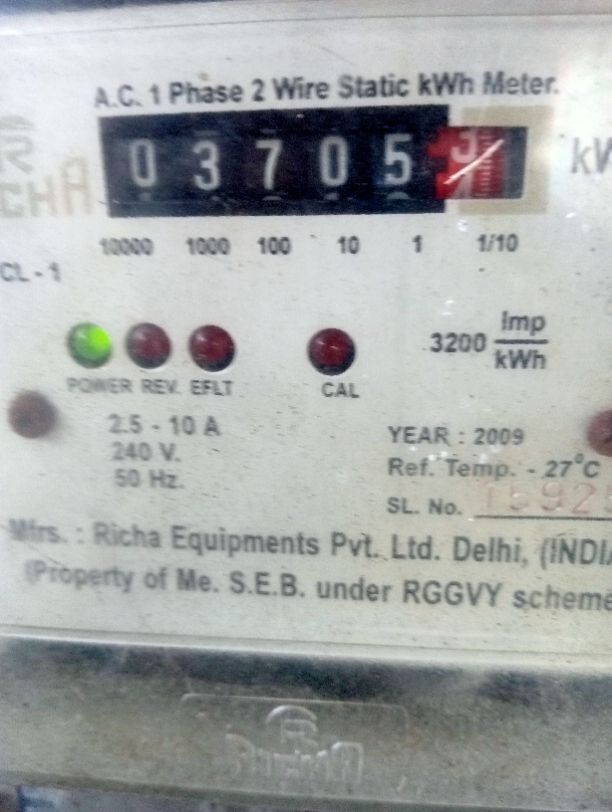 A.C. 1 Phase 2 Wire Static kWh Meter.
0 3 7 0 5
10000 1000 100 10 1 1/10
CL - 1
3200 Imp/kWh
POWER REV. EFLT CAL
2.5 - 10 A
240 V.
50 Hz.
YEAR : 2009
Ref. Temp. - 27°C
SL. No.
Mfrs. : Richa Equipments Pvt. Ltd. Delhi,
(Property of Me. S.E.B. under RGGVY scheme